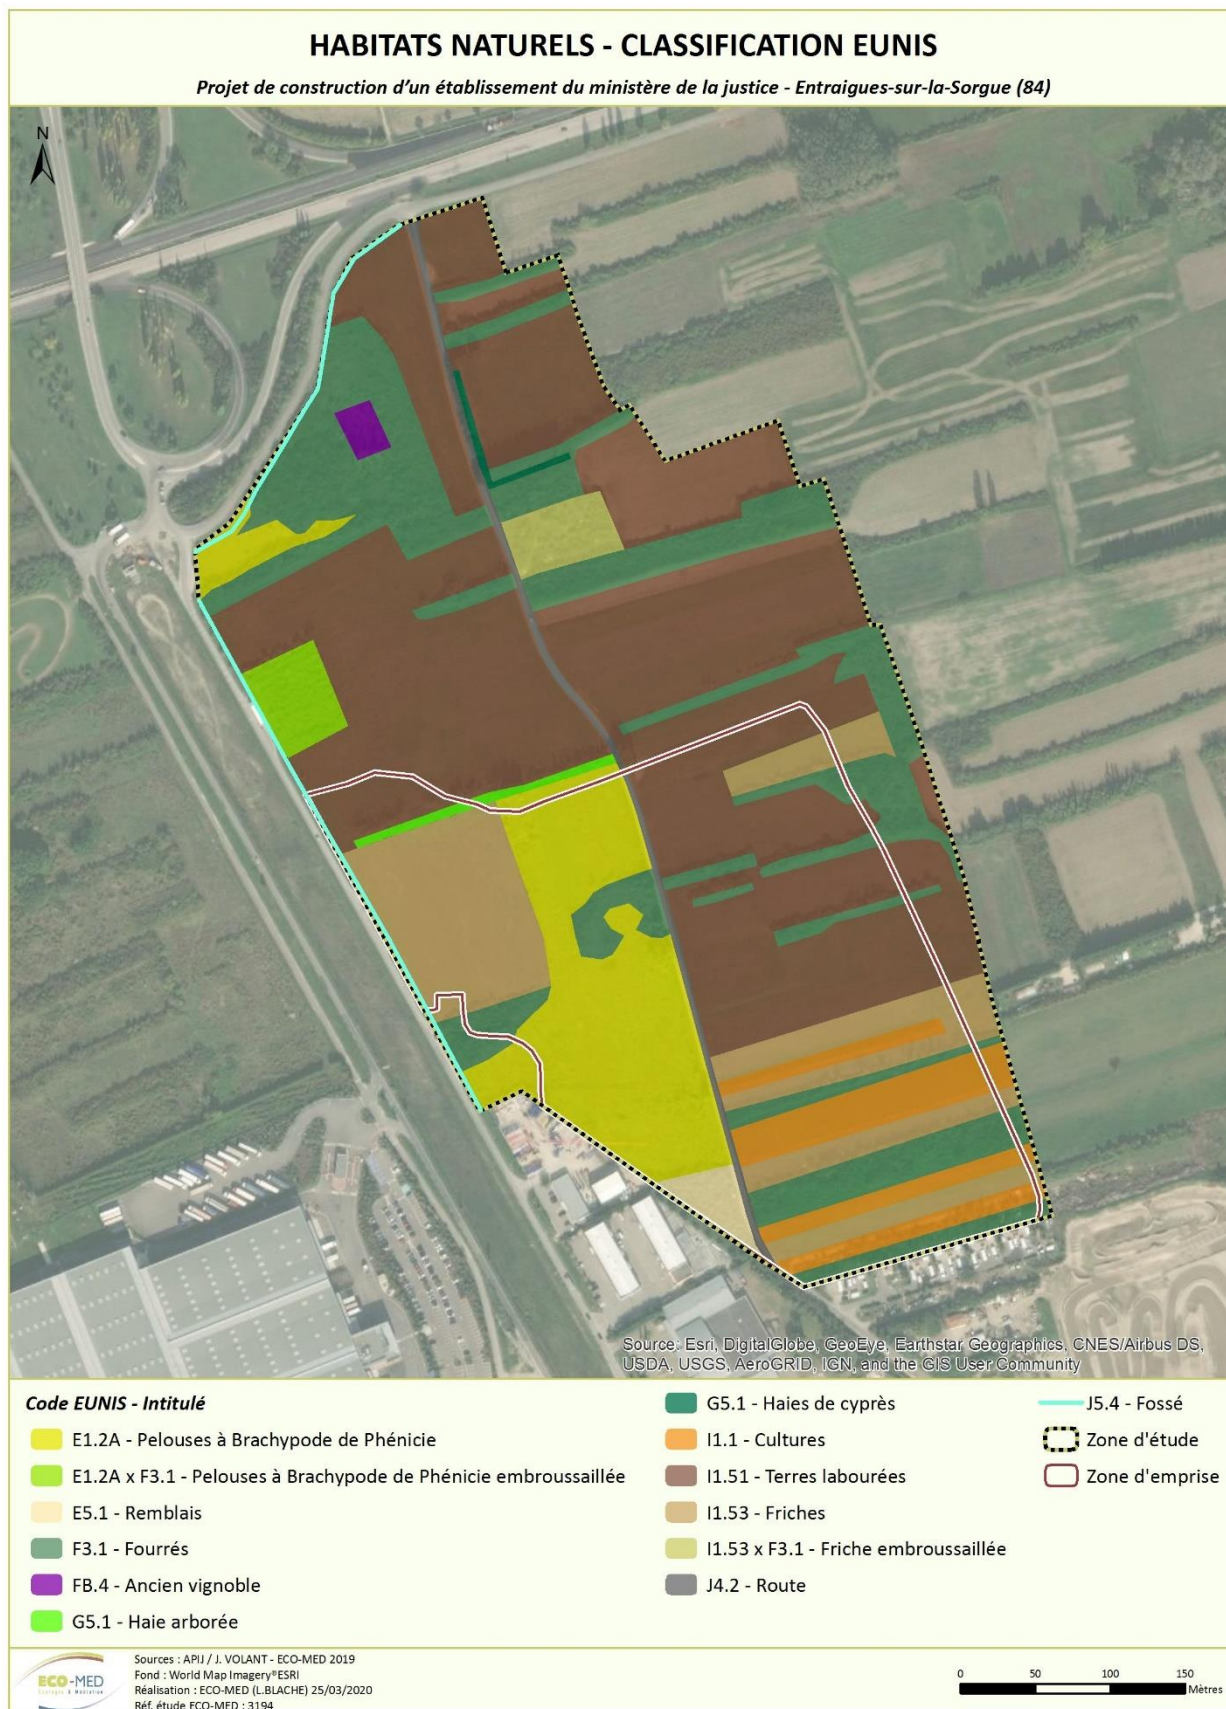 HABITATS NATURELS - CLASSIFICATION EUNIS
Projet de construction d'un établissement du ministère de la justice - Entraigues-sur-la-Sorgue (84)
N
Source: Esri, DigitalGlobe, GeoEye, Earthstar Geographics, CNES/Airbus DS,
USDA, USGS, AeroGRID, IGN, and the GIS User Community
Code EUNIS - Intitulé
E1.2A - Pelouses à Brachypode de Phénicie
E1.2A x F3.1 - Pelouses à Brachypode de Phénicie embroussaillée
E5.1 - Remblais
F3.1 - Fourrés
FB.4 - Ancien vignoble
G5.1 - Haie arborée
G5.1 - Haies de cyprès
I1.1 - Cultures
I1.51 - Terres labourées
I1.53 - Friches
I1.53 x F3.1 - Friche embroussaillée
J4.2 - Route
J5.4 - Fossé
Zone d'étude
Zone d'emprise
ECO-MED
Ecologie & Médiation
Sources : APIJ / J. VOLANT - ECO-MED 2019
Fond : World Map Imagery®ESRI
Réalisation : ECO-MED (L.BLACHE) 25/03/2020
Réf. étude ECO-MED : 3194
0 50 100 150
Mètres